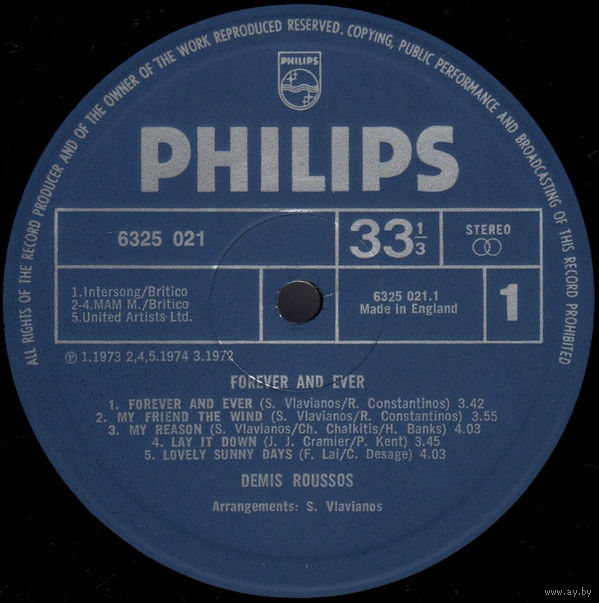 ALL RIGHTS OF THE RECORD PRODUCER AND OF THE OWNER OF THE WORK REPRODUCED RESERVED. COPYING, PUBLIC PERFORMANCE AND BROADCASTING OF THIS RECORD PROHIBITED
PHILIPS
PHILIPS
6325 021
33 1/3
STEREO
1.Intersong/Britico
2-4.MAM M./Britico
5.United Artists Ltd.
6325 021.1
Made in England
1
℗ 1.1973 2,4,5.1974 3.1972
FOREVER AND EVER
1. FOREVER AND EVER (S. Vlavianos/R. Constantinos) 3.42
2. MY FRIEND THE WIND (S. Vlavianos/R. Constantinos) 3.55
3. MY REASON (S. Vlavianos/Ch. Chalkitis/H. Banks) 4.03
4. LAY IT DOWN (J. J. Cramier/P. Kent) 3.45
5. LOVELY SUNNY DAYS (F. Lai/C. Desage) 4.03
DEMIS ROUSSOS
Arrangements: S. Vlavianos
www.ay.by